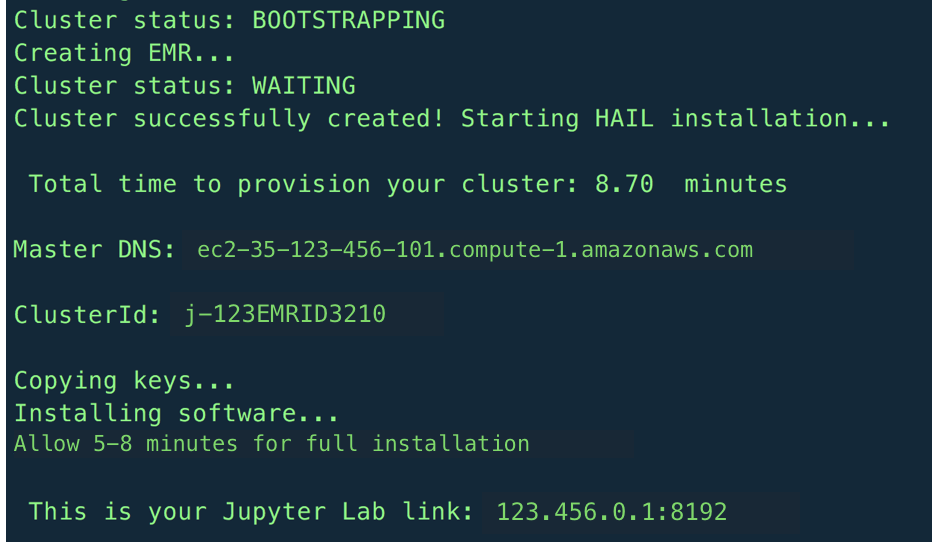 Cluster status: BOOTSTRAPPING
Creating EMR...
Cluster status: WAITING
Cluster successfully created! Starting HAIL installation...
Total time to provision your cluster: 8.70 minutes
Master DNS: ec2-35-123-456-101.compute-1.amazonaws.com
ClusterId: j-123EMRID3210
Copying keys...
Installing software...
Allow 5-8 minutes for full installation
This is your Jupyter Lab link: 123.456.0.1:8192